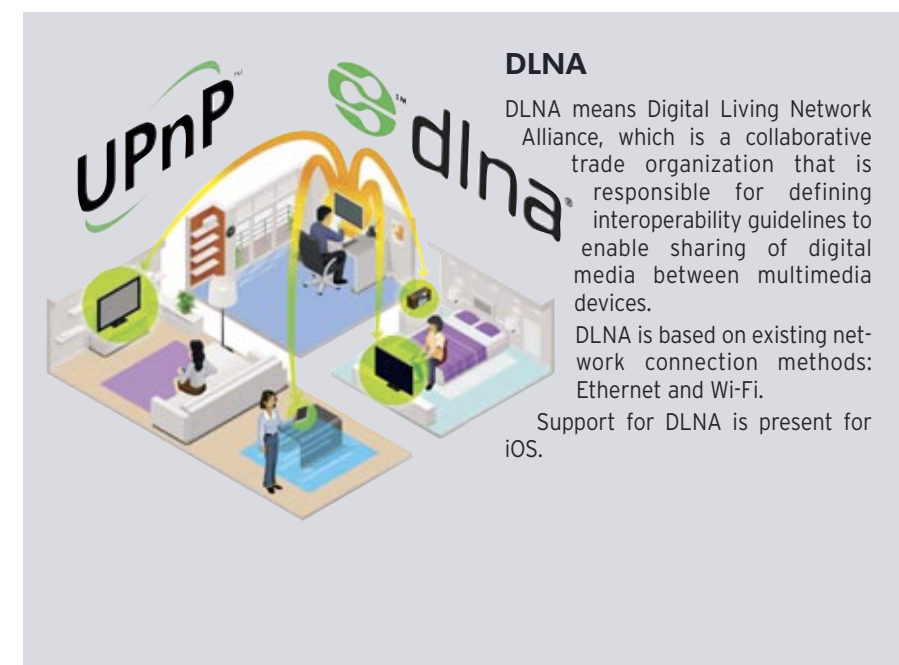 UPnP™
SM
dlna®
DLNA
DLNA means Digital Living Network
Alliance, which is a collaborative
trade organization that is
responsible for defining
interoperability guidelines to
enable sharing of digital
media between multimedia
devices.
DLNA is based on existing net-
work connection methods:
Ethernet and Wi-Fi.
Support for DLNA is present for
iOS.